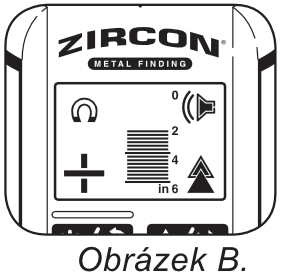 ZIRCON®
METAL FINDING
0
2
4
in 6
Obrázek B.